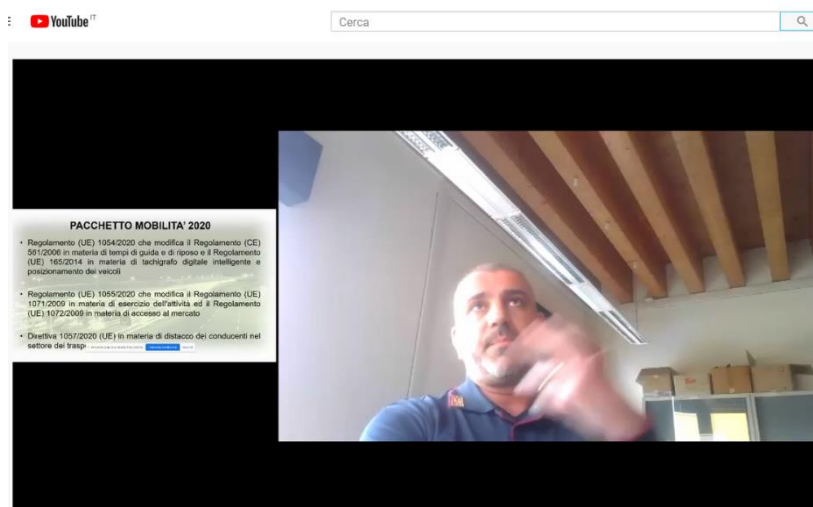 YouTube IT
Cerca
PACCHETTO MOBILITA' 2020
• Regolamento (UE) 1054/2020 che modifica il Regolamento (CE)
561/2006 in materia di tempi di guida e di riposo e il Regolamento
(UE) 165/2014 in materia di tachigrafo digitale intelligente e
posizionamento dei veicoli
• Regolamento (UE) 1055/2020 che modifica il Regolamento (UE)
1071/2009 in materia di esercizio dell'attività ed il Regolamento
(UE) 1072/2009 in materia di accesso al mercato
• Direttiva 1057/2020 (UE) in materia di distacco dei conducenti nel
settore dei trasp